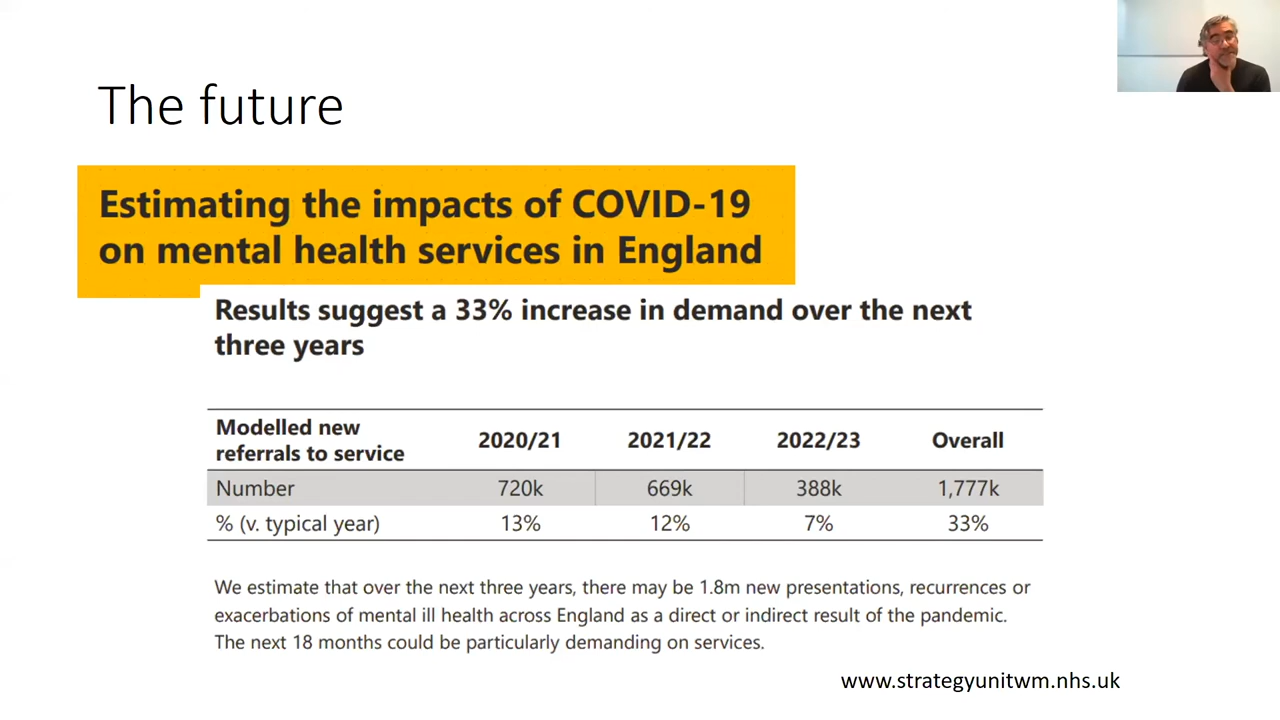 The future
Estimating the impacts of COVID-19
on mental health services in England
Results suggest a 33% increase in demand over the next
three years
Modelled new
referrals to service 2020/21 2021/22 2022/23 Overall
Number 720k 669k 388k 1,777k
% (v. typical year) 13% 12% 7% 33%
We estimate that over the next three years, there may be 1.8m new presentations, recurrences or
exacerbations of mental ill health across England as a direct or indirect result of the pandemic.
The next 18 months could be particularly demanding on services.
www.strategyunitwm.nhs.uk